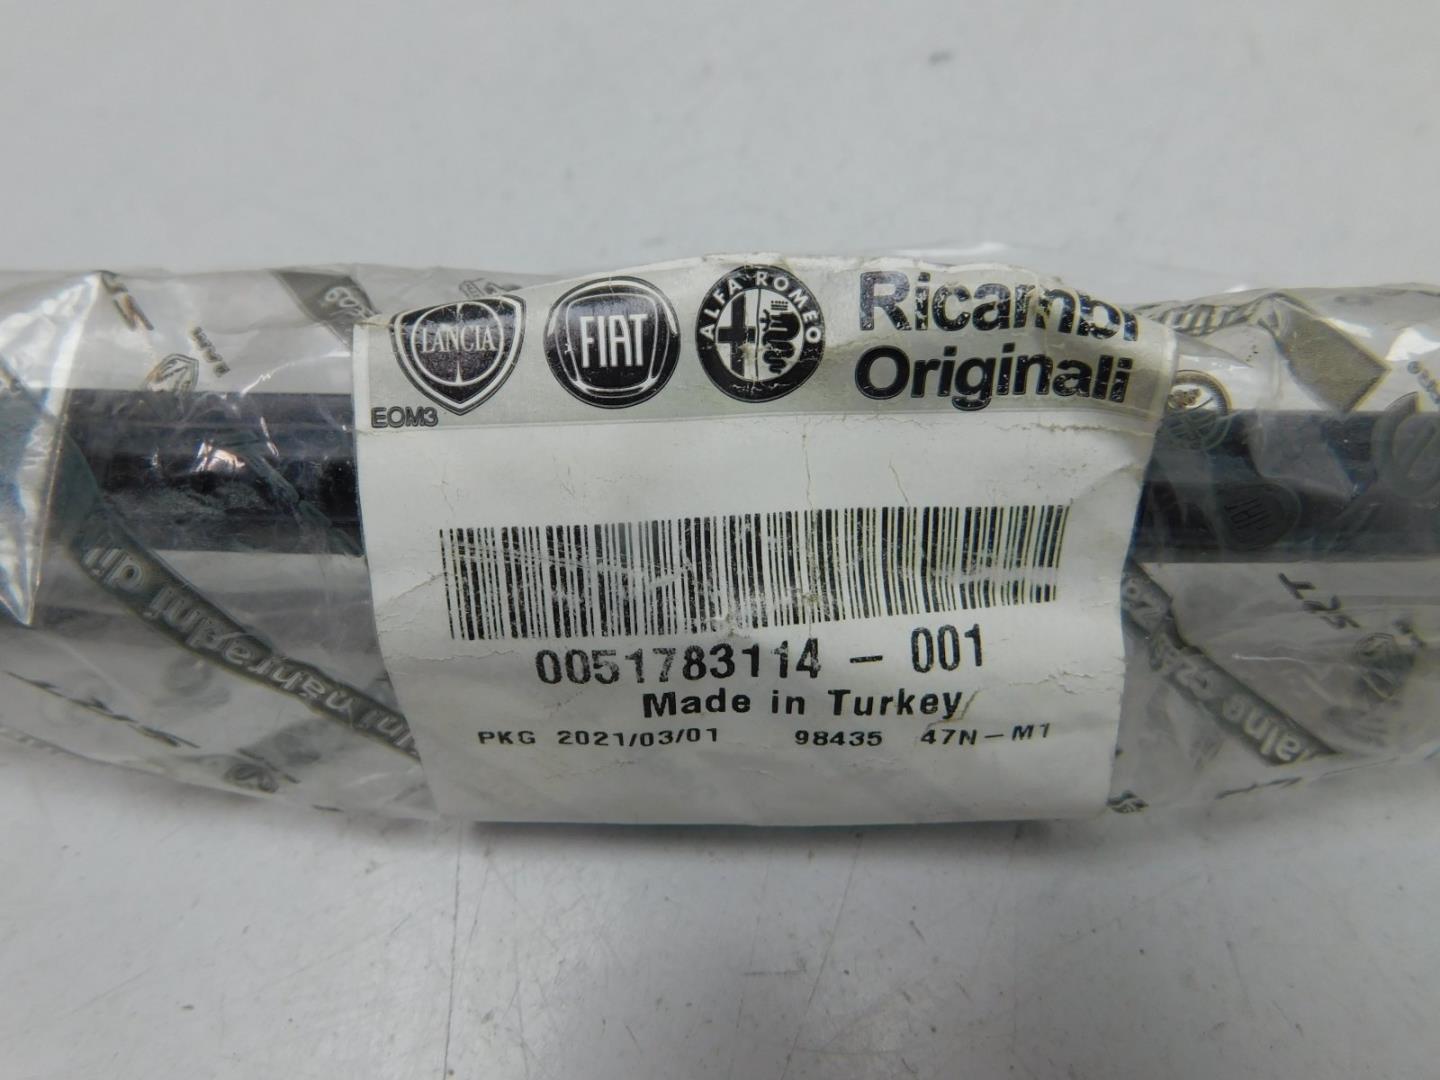 LANCIA
FIAT
ALFA ROMEO
Ricambi
Originali
EOM3
0051783114 - 001
Made in Turkey
PKG 2021/03/01 98435 47N-M1
FIAT